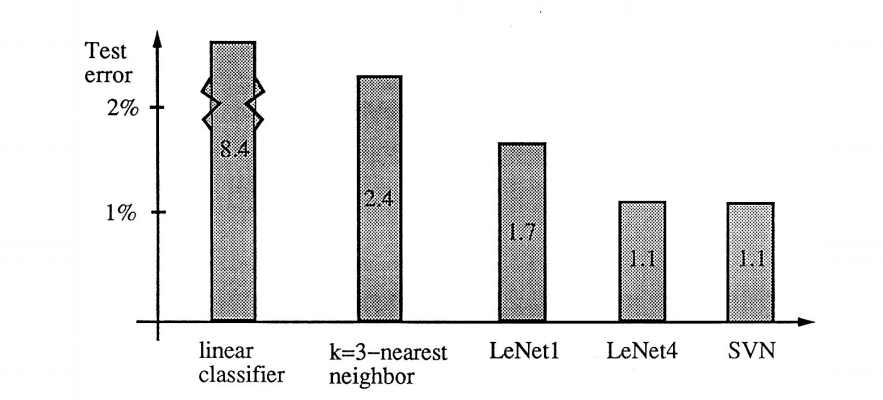 Test
error
2%
1%
8.4
2.4
1.7
1.1
1.1
linear
classifier
k=3−nearest
neighbor
LeNet1
LeNet4
SVN